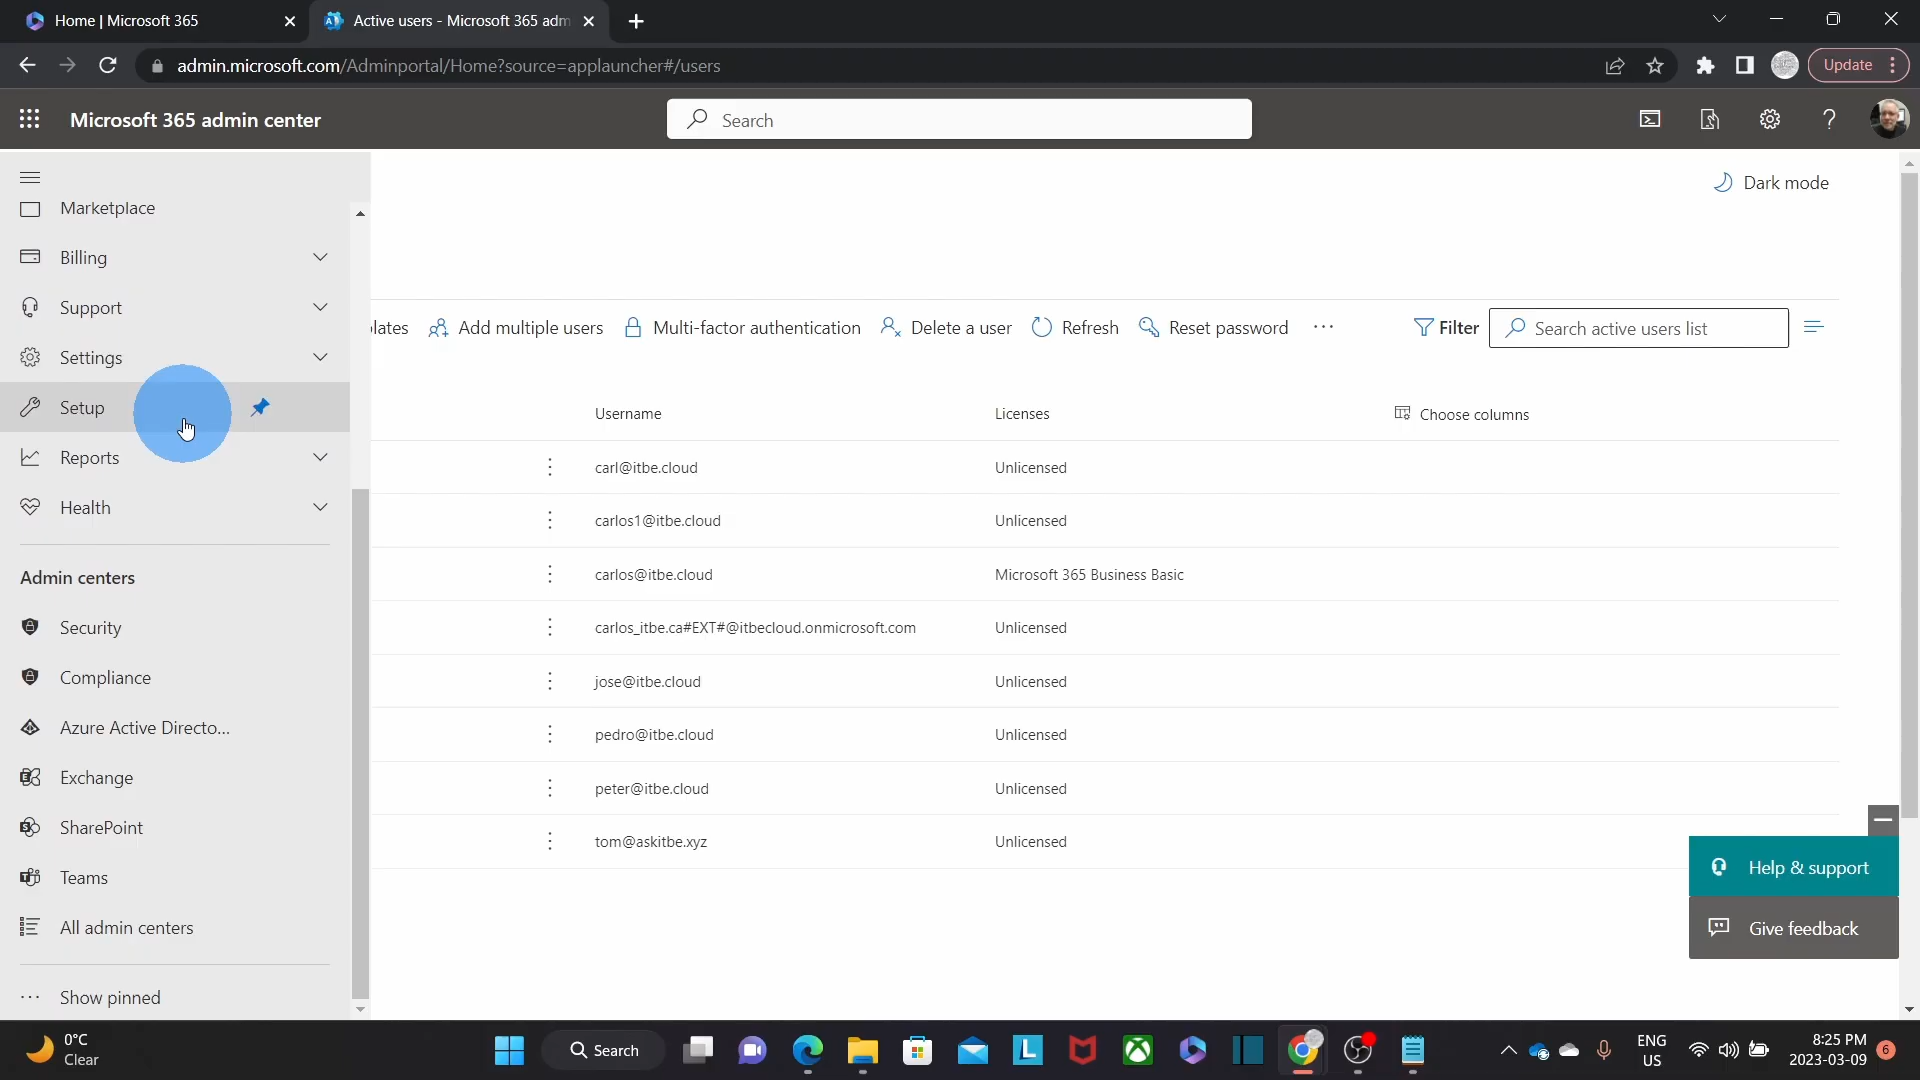 Home | Microsoft 365
Active users - Microsoft 365 adm
admin.microsoft.com/Adminportal/Home?source=applauncher#/users
Update
Microsoft 365 admin center
Search
Marketplace
Billing
Support
Settings
Setup
Reports
Health
Admin centers
Security
Compliance
Azure Active Directo...
Exchange
SharePoint
Teams
All admin centers
Show pinned
Dark mode
lates
Add multiple users
Multi-factor authentication
Delete a user
Refresh
Reset password
Filter
Search active users list
Username
Licenses
Choose columns
carl@itbe.cloud
Unlicensed
carlos1@itbe.cloud
Unlicensed
carlos@itbe.cloud
Microsoft 365 Business Basic
carlos_itbe.ca#EXT#@itbecloud.onmicrosoft.com
Unlicensed
jose@itbe.cloud
Unlicensed
pedro@itbe.cloud
Unlicensed
peter@itbe.cloud
Unlicensed
tom@askitbe.xyz
Unlicensed
Help & support
Give feedback
0°C
Clear
Search
L
ENG
US
8:25 PM
2023-03-09
6